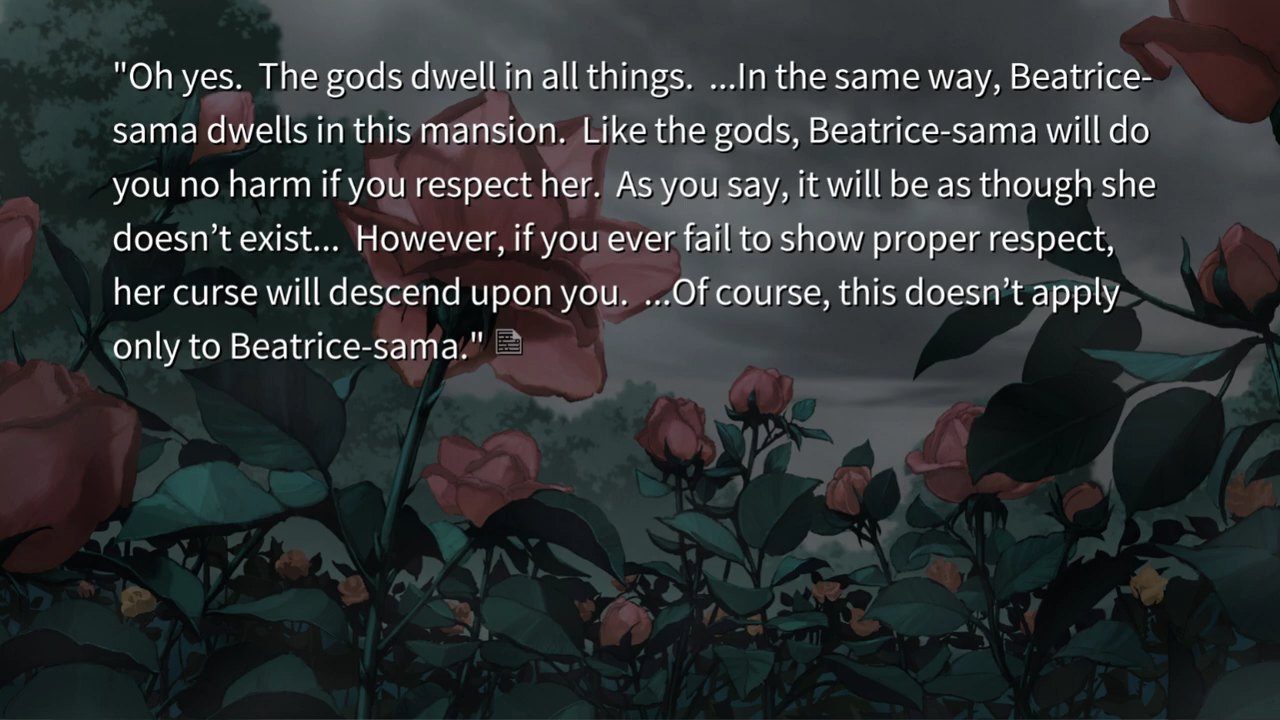 "Oh yes.  The gods dwell in all things.  ...In the same way, Beatrice-
sama dwells in this mansion.  Like the gods, Beatrice-sama will do
you no harm if you respect her.  As you say, it will be as though she
doesn’t exist...  However, if you ever fail to show proper respect,
her curse will descend upon you.  ...Of course, this doesn’t apply
only to Beatrice-sama."